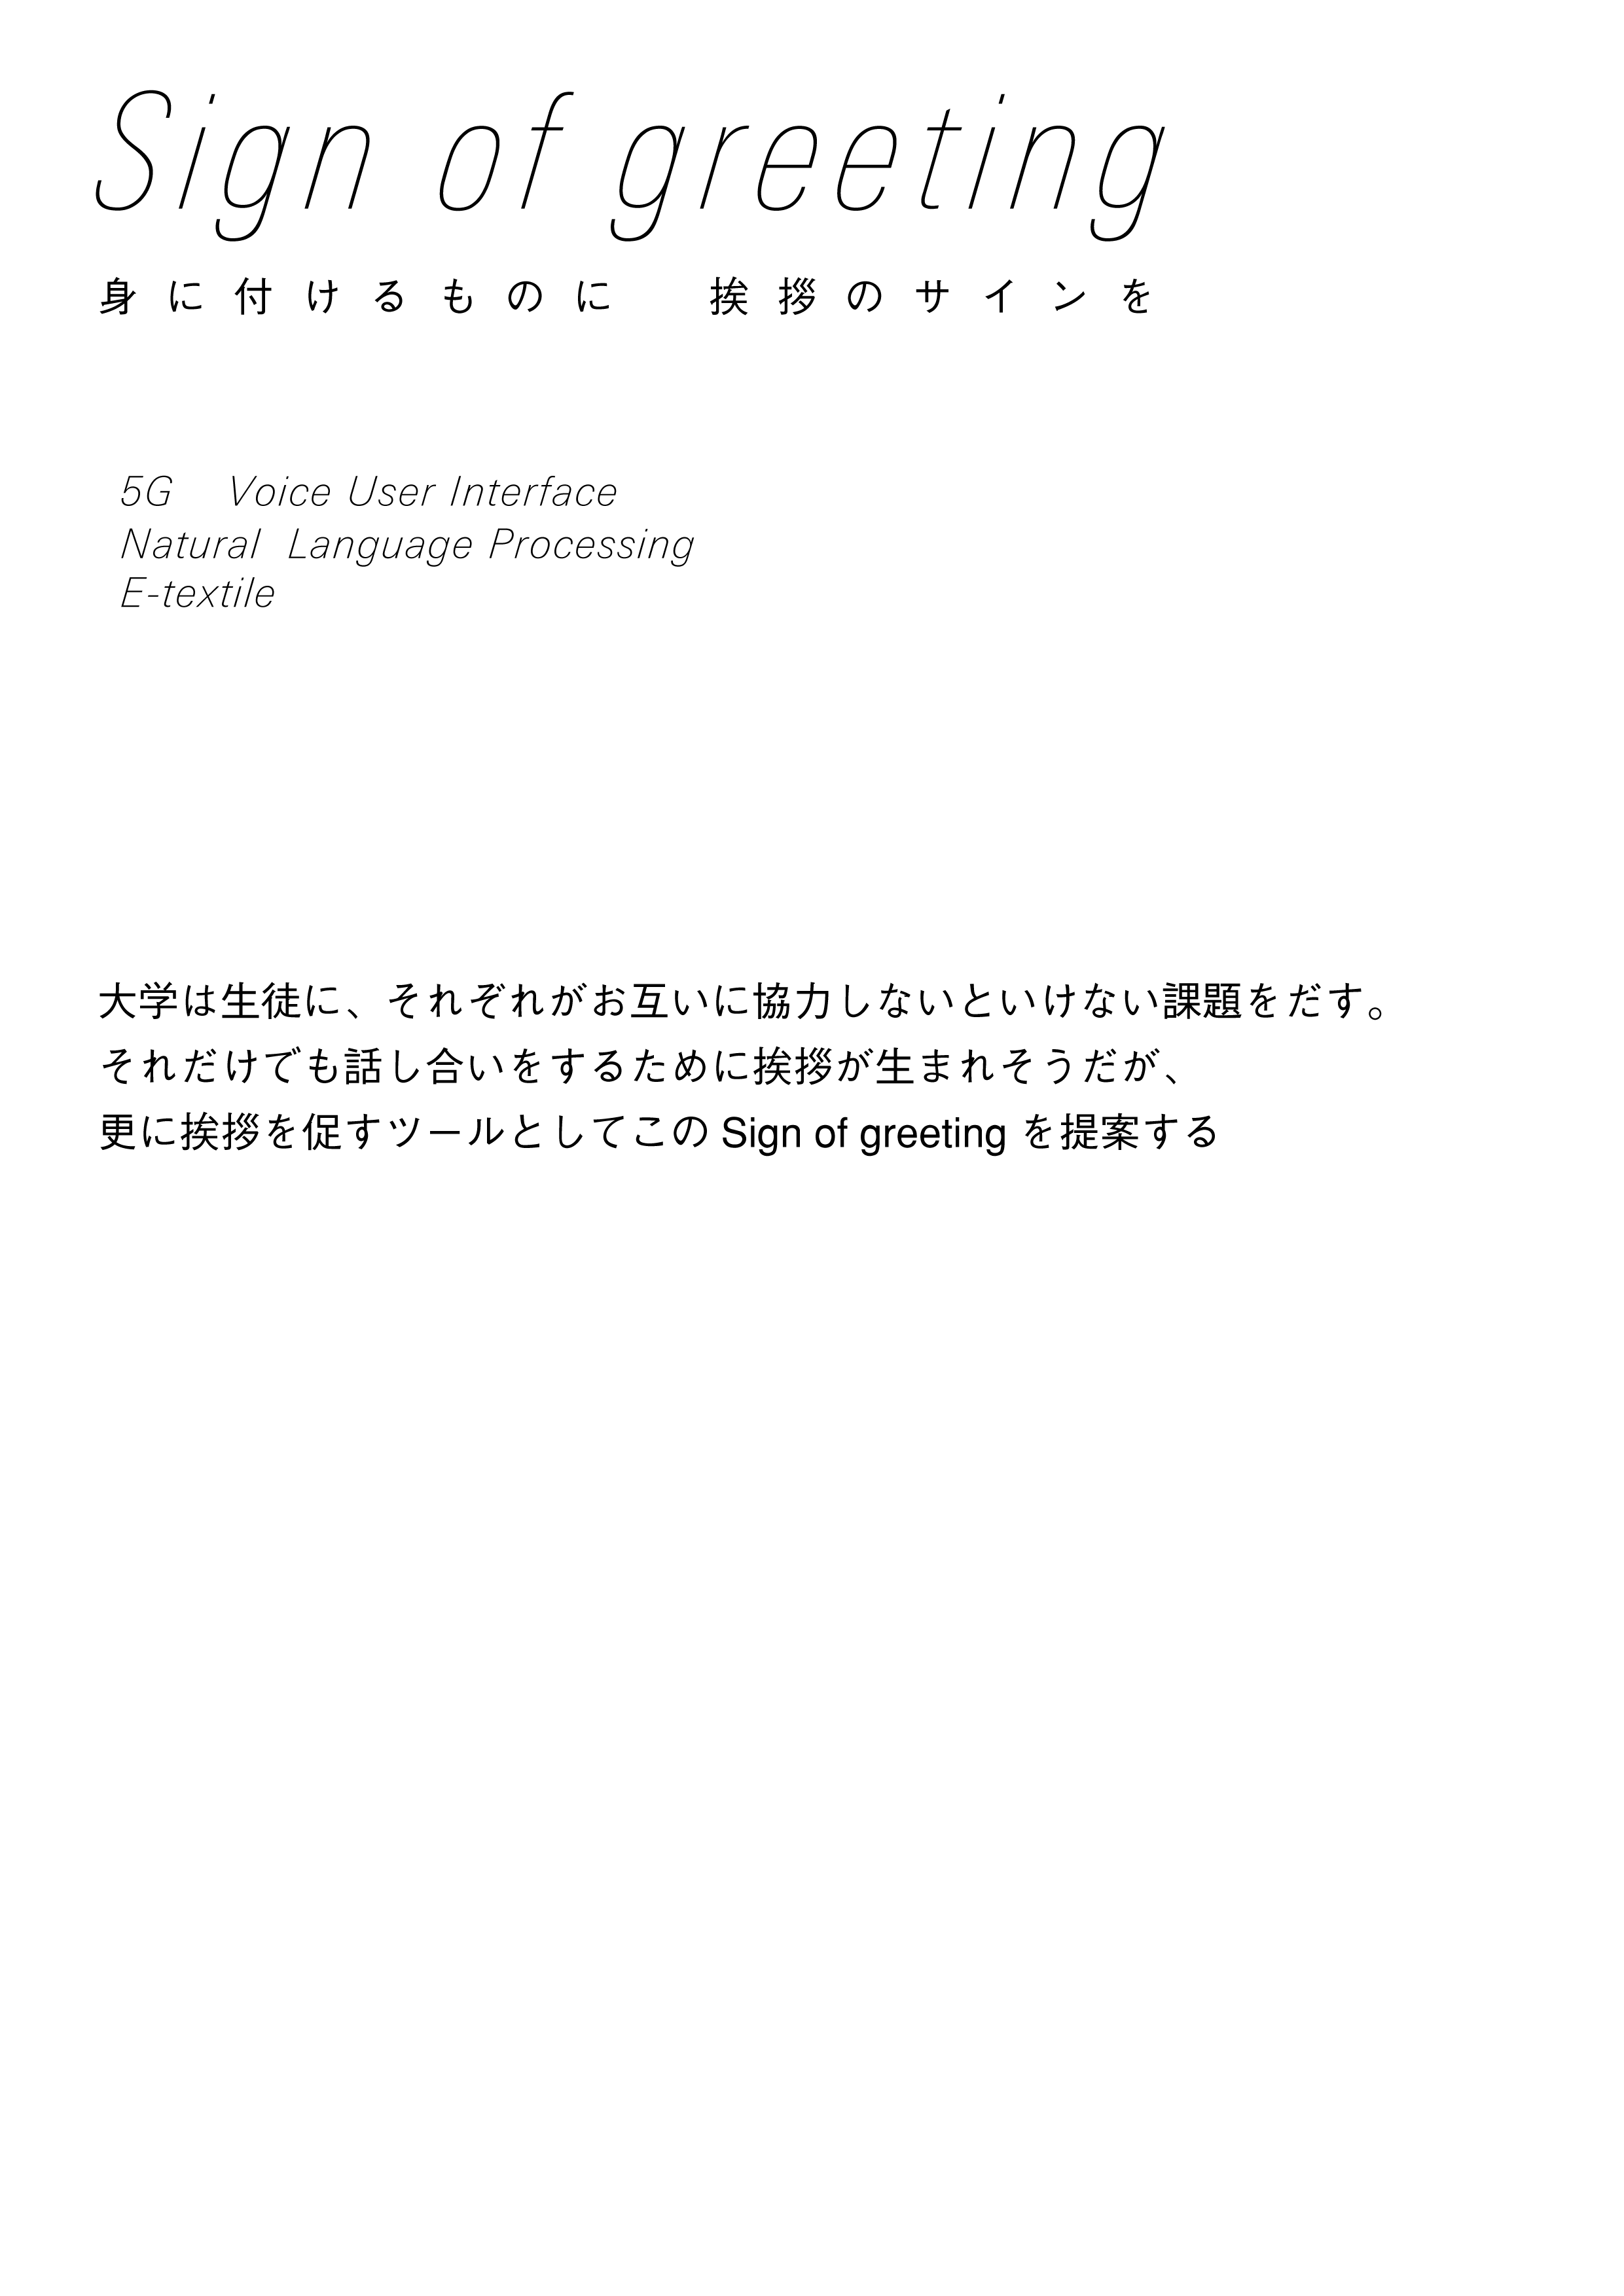 Sign of greeting
身に付けるものに　挨拶のサインを
5G　Voice User Interface
Natural Language Processing
E-textile
大学は生徒に、それぞれがお互いに協力しないといけない課題をだす。
それだけでも話し合いをするために挨拶が生まれそうだが、
更に挨拶を促すツールとしてこの Sign of greeting を提案する